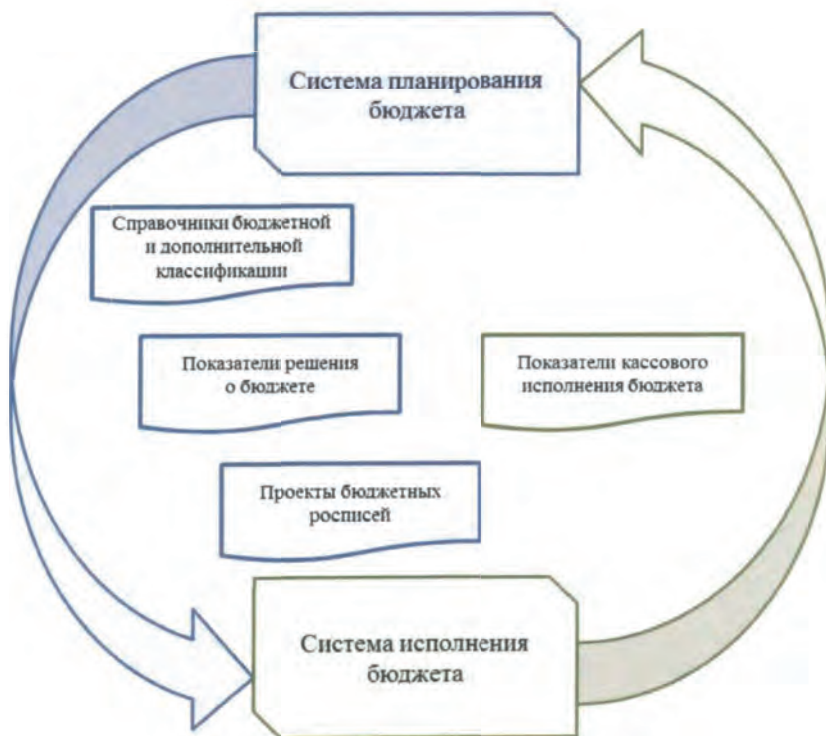 Система планирования
бюджета
Справочники бюджетной
и дополнительной
классификации
Показатели решения
о бюджете
Показатели кассового
исполнения бюджета
Проекты бюджетных
росписей
Система исполнения
бюджета